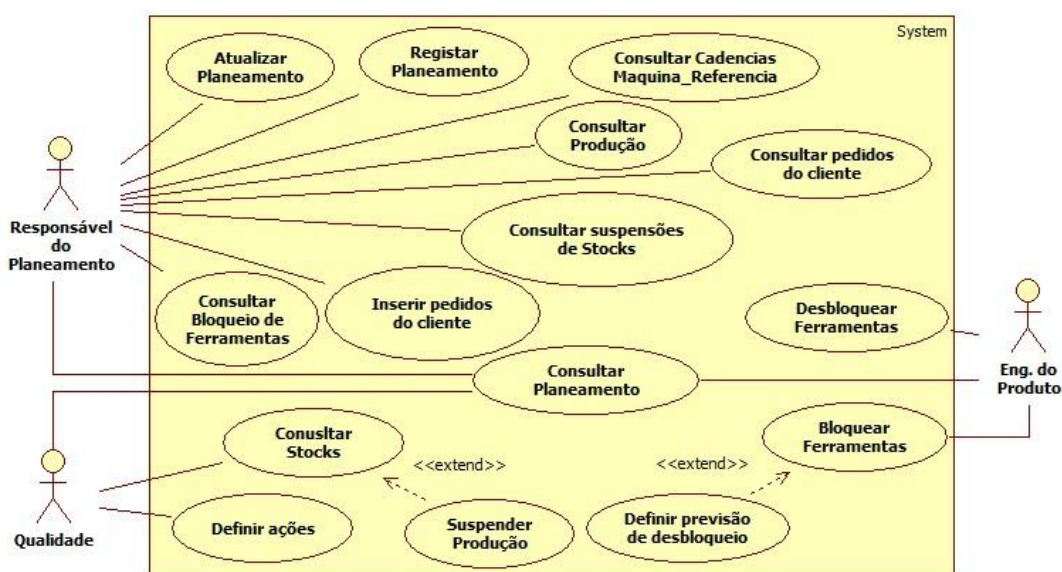 System
Atualizar
Planeamento
Registar
Planeamento
Consultar Cadencias
Maquina_Referencia
Consultar
Produção
Consultar pedidos
do cliente
Responsável
do
Planeamento
Consultar suspensões
de Stocks
Consultar
Bloqueio de
Ferramentas
Inserir pedidos
do cliente
Desbloquear
Ferramentas
Consultar
Planeamento
Eng. do
Produto
Conusltar
Stocks
Bloquear
Ferramentas
<<extend>>
<<extend>>
Qualidade
Definir ações
Suspender
Produção
Definir previsão
de desbloqueio